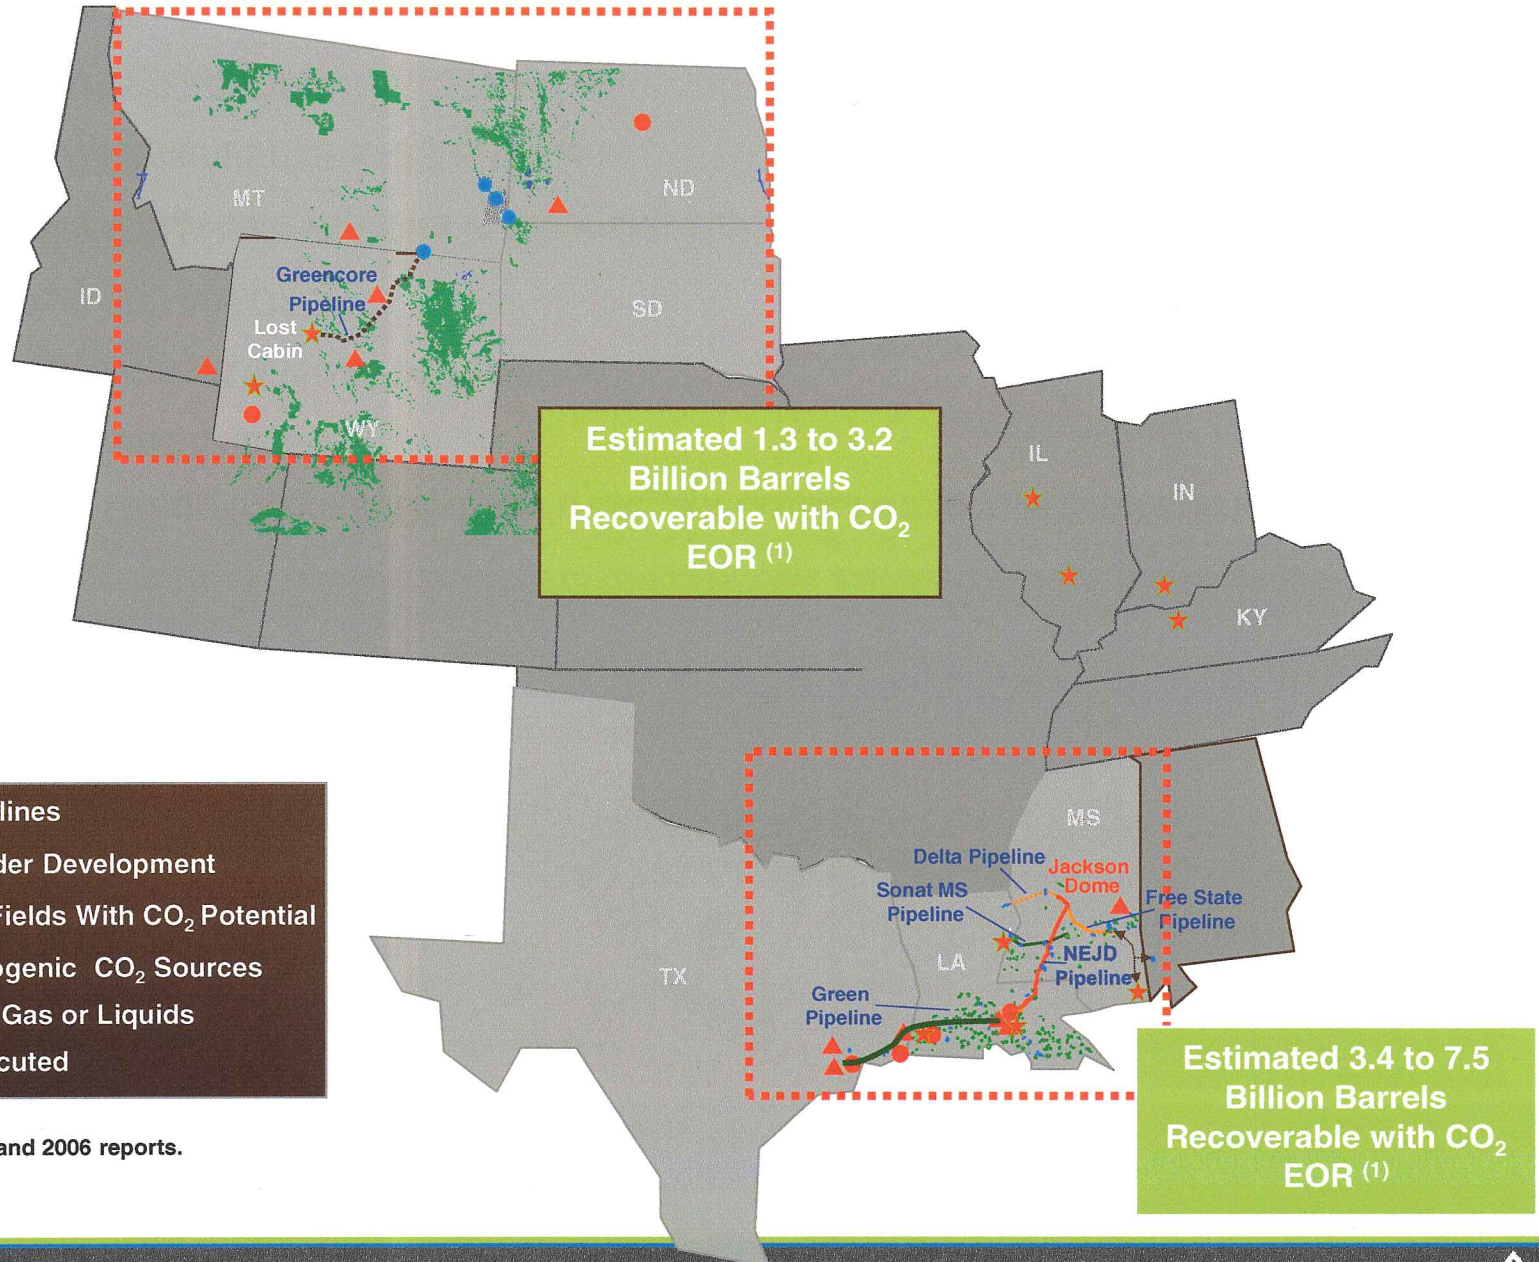 MT
ND
Greencore
Pipeline
ID
SD
Lost
Cabin
WY
Estimated 1.3 to 3.2
Billion Barrels
Recoverable with CO₂
EOR (1)
IL
IN
KY
MS
Delta Pipeline
Jackson
Dome
Sonat MS
Pipeline
Free State
Pipeline
NEJD
Pipeline
LA
TX
Green
Pipeline
lines
der Development
Fields With CO₂ Potential
ogenic CO₂ Sources
Gas or Liquids
cuted
Estimated 3.4 to 7.5
Billion Barrels
Recoverable with CO₂
EOR (1)
and 2006 reports.